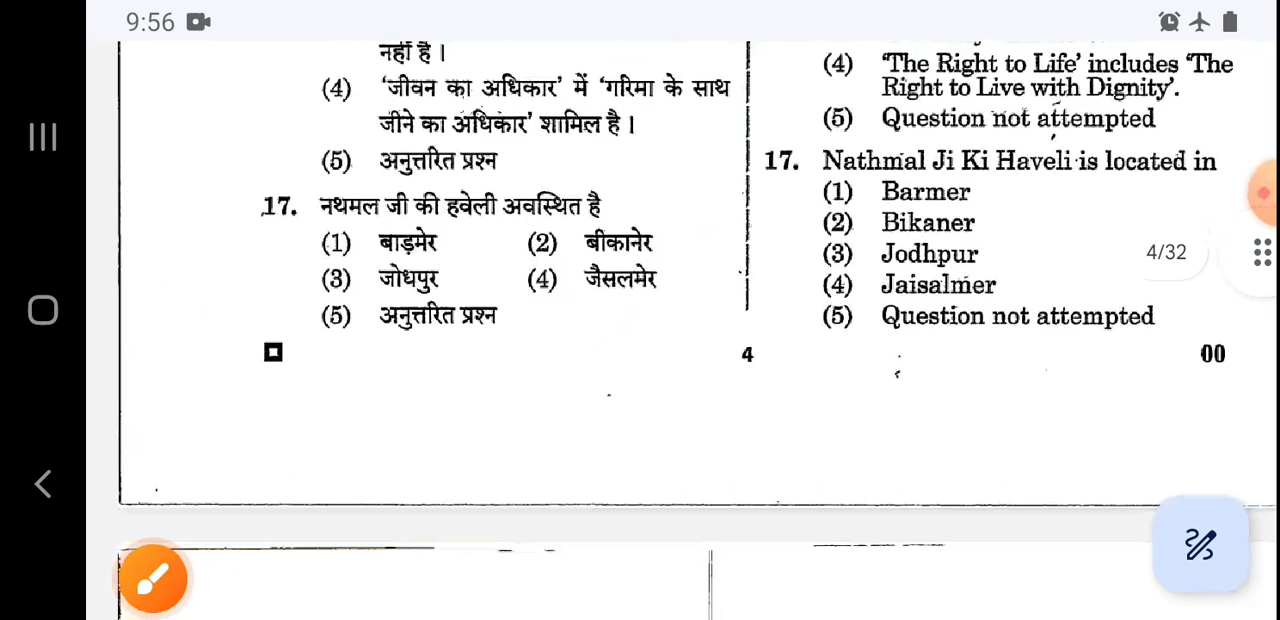 9:56
नहीं है।
(4) ‘जीवन का अधिकार’ में ‘गरिमा के साथ
जीने का अधिकार’ शामिल है।
(5) अनुत्तरित प्रश्न
17. नथमल जी की हवेली अवस्थित है
(1) बाड़मेर (2) बीकानेर
(3) जोधपुर (4) जैसलमेर
(5) अनुत्तरित प्रश्न
(4) ‘The Right to Life’ includes ‘The
Right to Live with Dignity’.
(5) Question not attempted
17. Nathmal Ji Ki Haveli is located in
(1) Barmer
(2) Bikaner
(3) Jodhpur
(4) Jaisalmer
(5) Question not attempted
4/32
4
00